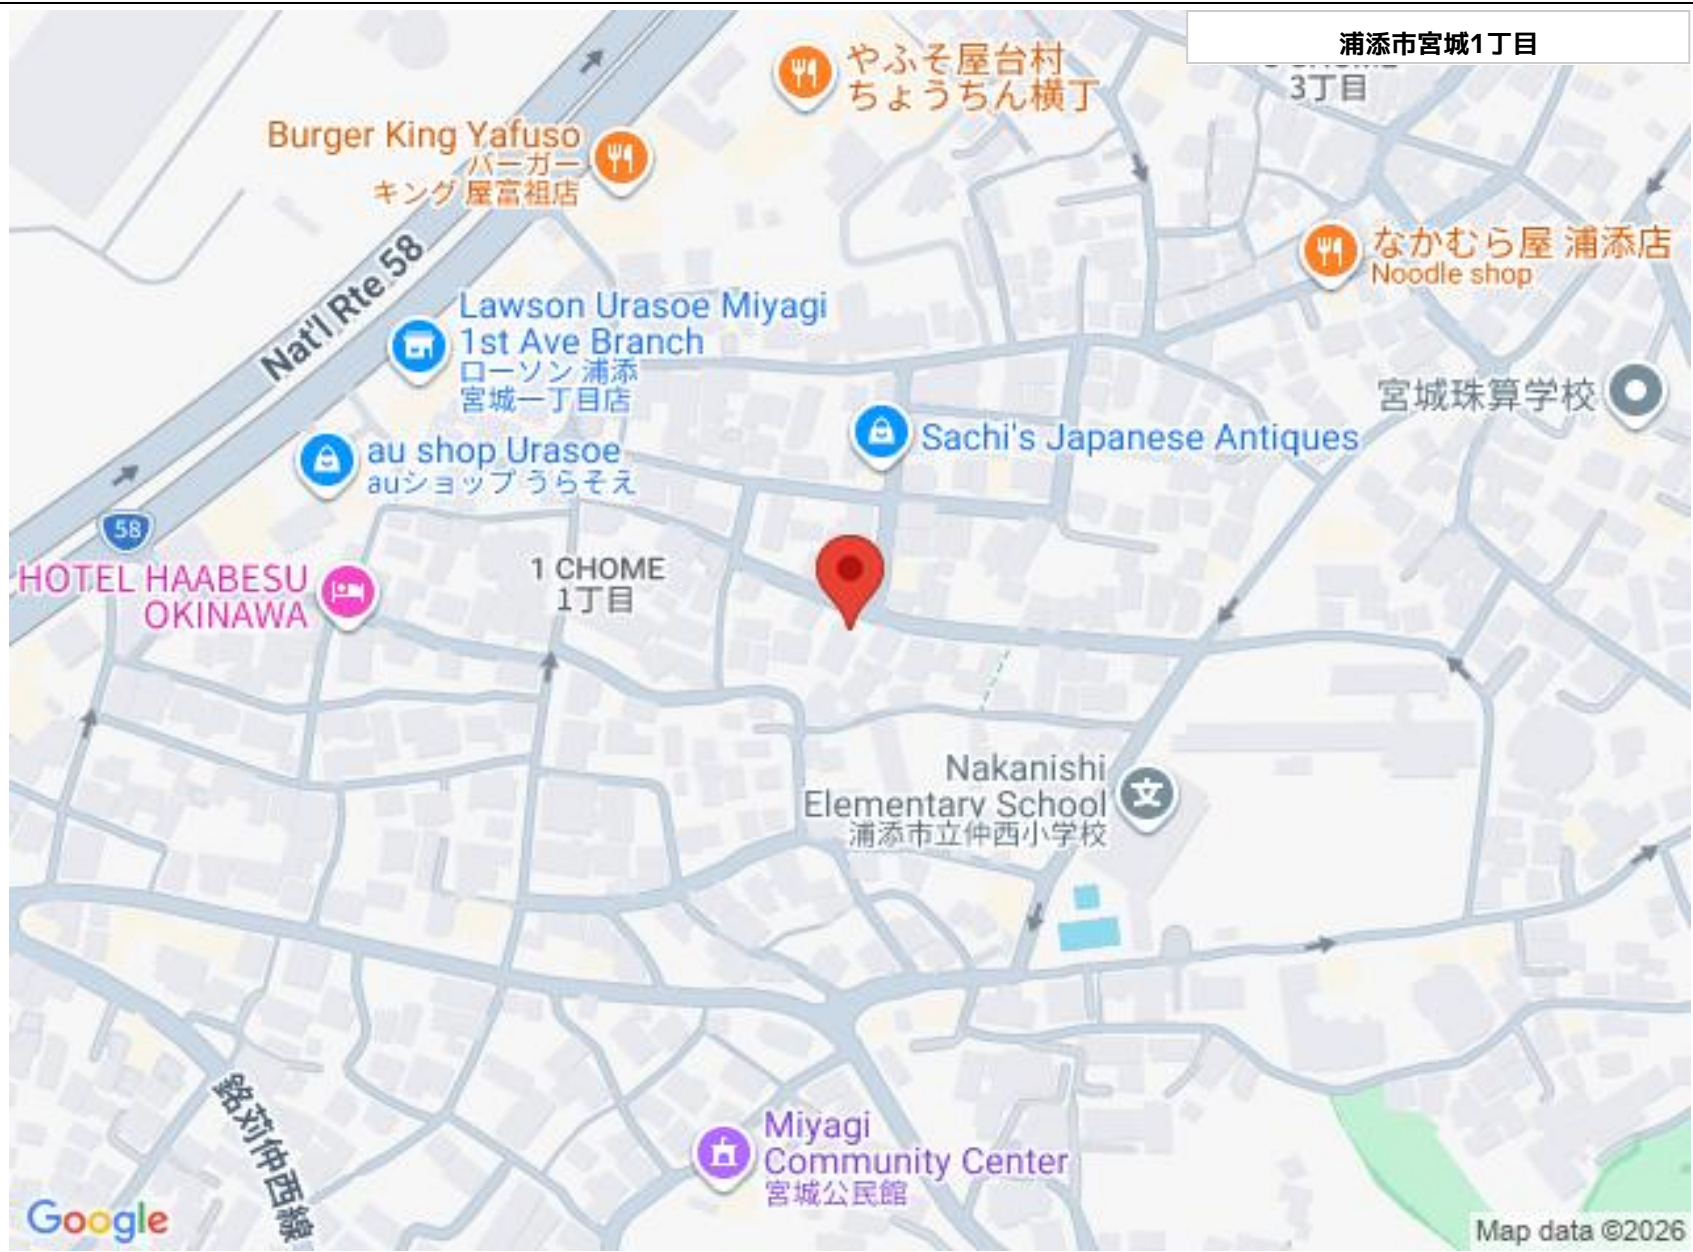 浦添市宮城1丁目
3丁目
やふそ屋台村
ちょうちん横丁
Burger King Yafuso
バーガー
キング 屋富祖店
なかむら屋 浦添店
Noodle shop
Nat'l Rte 58
Lawson Urasoe Miyagi
1st Ave Branch
ローソン 浦添
宮城一丁目店
宮城珠算学校
Sachi's Japanese Antiques
au shop Urasoe
auショップ うらそえ
58
1 CHOME
1丁目
HOTEL HAABESU
OKINAWA
Nakanishi
Elementary School
浦添市立仲西小学校
文
銘苅仲西線
Miyagi
Community Center
宮城公民館
Google
Map data ©2026